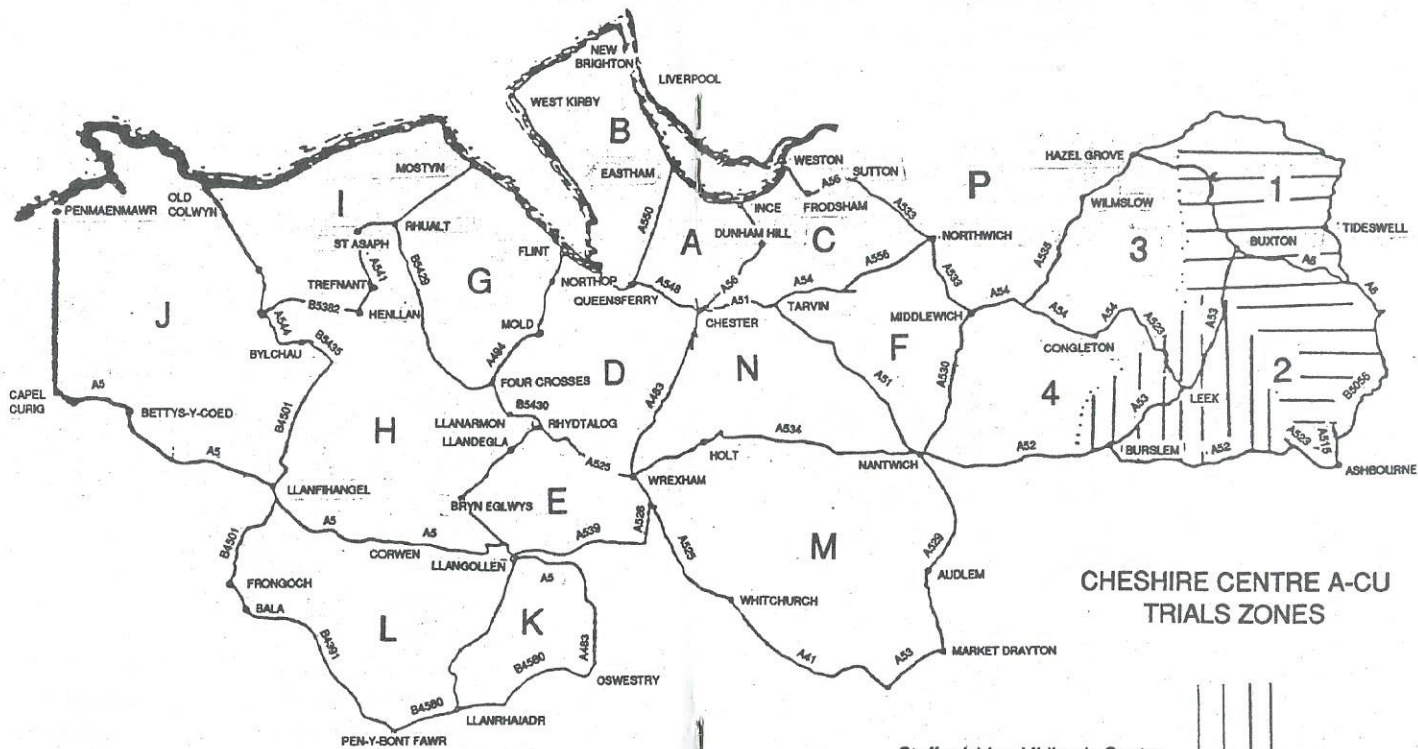 NEW
BRIGHTON
LIVERPOOL
WEST KIRBY
B
WESTON
HAZEL GROVE
1
MOSTYN
EASTHAM
A56
SUTTON
P
OLD
COLWYN
PENMAENMAWR
I
INCE
FRODSHAM
WILMSLOW
3
RHUALT
A550
A
DUNHAM HILL
C
A533
TIDESWELL
ST ASAPH
FLINT
NORTHWICH
BUXTON
A541
B5429
G
NORTHOP
A56
A556
A535
A6
TREFNANT
QUEENSFERRY
A548
A54
A533
A6
B5382
HENLLAN
A51
TARVIN
A54
J
MOLD
CHESTER
MIDDLEWICH
A54
A54
A523
A53
A544
BYLCHAU
B5435
A494
D
N
F
CONGLETON
2
CAPEL
CURIG
A5
FOUR CROSSES
A483
A51
A530
4
LEEX
B5056
BETTYS-Y-COED
B4501
H
LLANARMON
B5430
RHYDTALOG
A534
A53
LLANDEGLA
HOLT
A523
A515
A5
A525
NANTWICH
A52
BURSLEM
A52
ASHBOURNE
LLANFIHANGEL
WREXHAM
BRYN EGLWYS
E
A5
A5
A539
A528
M
B4501
CORWEN
A525
A529
LLANGOLLEN
A5
AUDLEM
FRONGOCH
WHITCHURCH
CHESHIRE CENTRE A-CU
TRIALS ZONES
BALA
L
K
B4391
B4580
A483
A41
A53
MARKET DRAYTON
OSWESTRY
B4580
LLANRHAIADR
PEN-Y-BONT FAWR